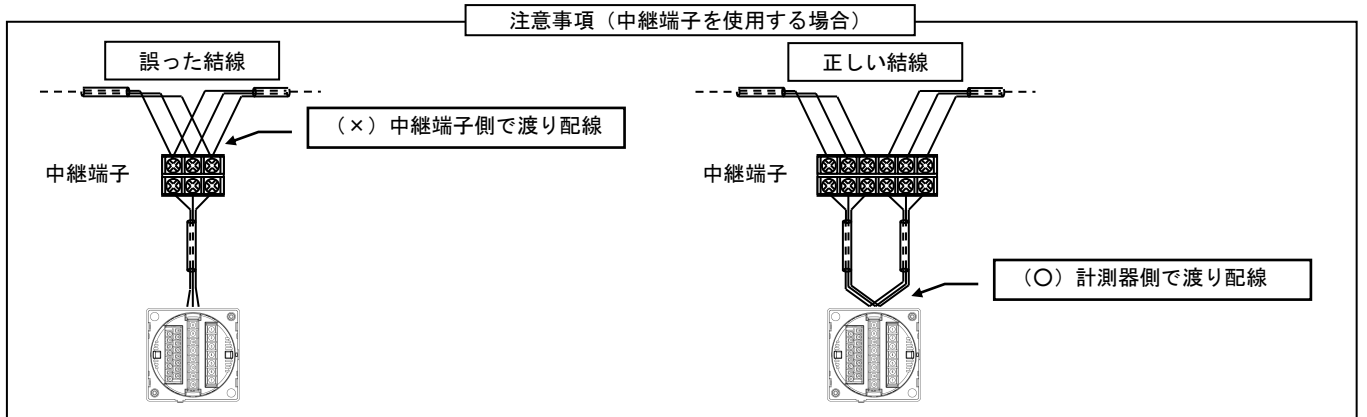 注意事項（中継端子を使用する場合）
誤った結線
（×）中継端子側で渡り配線
中継端子
正しい結線
中継端子
（○）計測器側で渡り配線